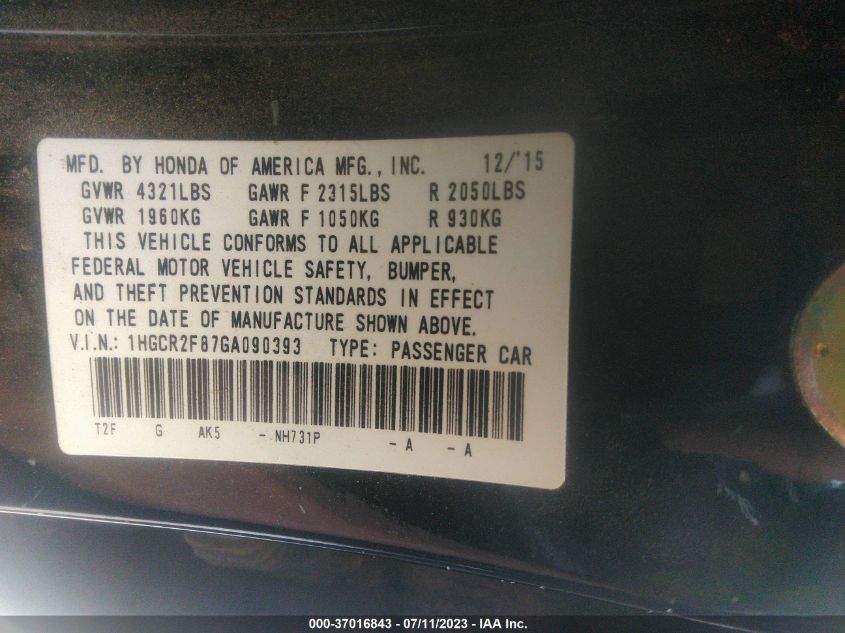 MFD. BY HONDA OF AMERICA MFG., INC. 12/'15
GVWR 4321LBS GAWR F 2315LBS R 2050LBS
GVWR 1960KG GAWR F 1050KG R 930KG
THIS VEHICLE CONFORMS TO ALL APPLICABLE
FEDERAL MOTOR VEHICLE SAFETY, BUMPER,
AND THEFT PREVENTION STANDARDS IN EFFECT
ON THE DATE OF MANUFACTURE SHOWN ABOVE.
V.I.N.: 1HGCR2F87GA090393 TYPE: PASSENGER CAR
T2F G AK5 - NH731P - A - A
000-37016843 / 07/11/2023 - IAA Inc.